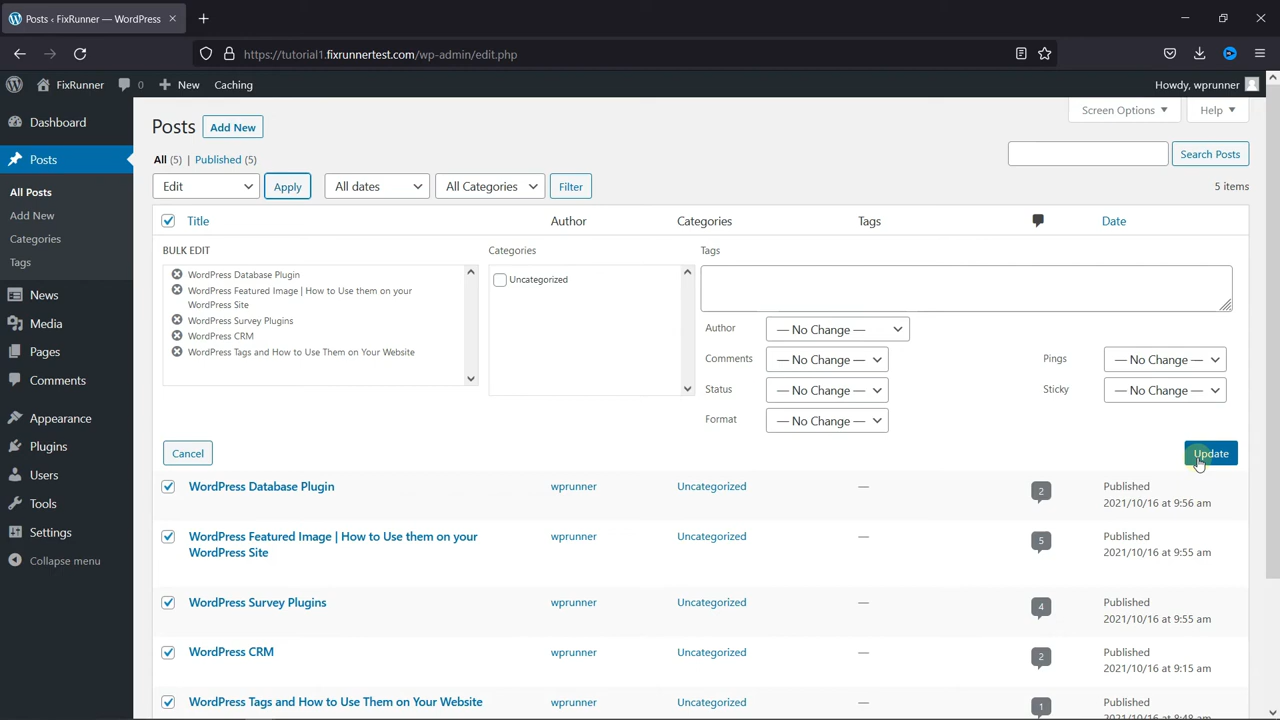 Posts ‹ FixRunner — WordPress
https://tutorial1.fixrunnertest.com/wp-admin/edit.php
FixRunner 0 New Caching Howdy, wprunner
Dashboard
Posts
All Posts
Add New
Categories
Tags
News
Media
Pages
Comments
Appearance
Plugins
Users
Tools
Settings
Collapse menu
Screen Options Help
Posts Add New
All (5) | Published (5)
Search Posts
Edit Apply All dates All Categories Filter
5 items
Title Author Categories Tags Date
BULK EDIT Categories Tags
WordPress Database Plugin
WordPress Featured Image | How to Use them on your
WordPress Site
WordPress Survey Plugins
WordPress CRM
WordPress Tags and How to Use Them on Your Website
Uncategorized
Author — No Change —
Comments — No Change — Pings — No Change —
Status — No Change — Sticky — No Change —
Format — No Change —
Cancel Update
WordPress Database Plugin wprunner Uncategorized — 2 Published
2021/10/16 at 9:56 am
WordPress Featured Image | How to Use them on your wprunner Uncategorized — 5 Published
WordPress Site 2021/10/16 at 9:55 am
WordPress Survey Plugins wprunner Uncategorized — 4 Published
2021/10/16 at 9:55 am
WordPress CRM wprunner Uncategorized — 2 Published
2021/10/16 at 9:15 am
WordPress Tags and How to Use Them on Your Website wprunner Uncategorized — 1 Published
2021/10/16 at 8:48 am